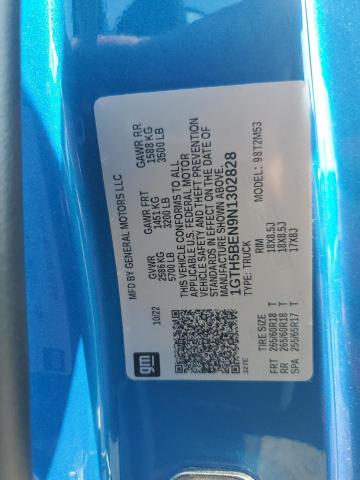 MFD BY GENERAL MOTORS LLC
10/22
GVWR
2586 KG
5700 LB
GAWR FRT
1451 KG
3200 LB
GAWR RR
1588 KG
3500 LB
THIS VEHICLE CONFORMS TO ALL
APPLICABLE U.S. FEDERAL MOTOR
VEHICLE SAFETY AND THEFT PREVENTION
STANDARDS IN EFFECT ON THE DATE OF
MANUFACTURE SHOWN ABOVE.
1GTH5BEN9N1302828
TYPE: TRUCK
MODEL: 98T2M53
gm
327E
TIRE SIZE RIM
FRT 265/60R18 T 18X8.5J
RR 265/60R18 T 18X8.5J
SPA 255/65R17 T 17X8J